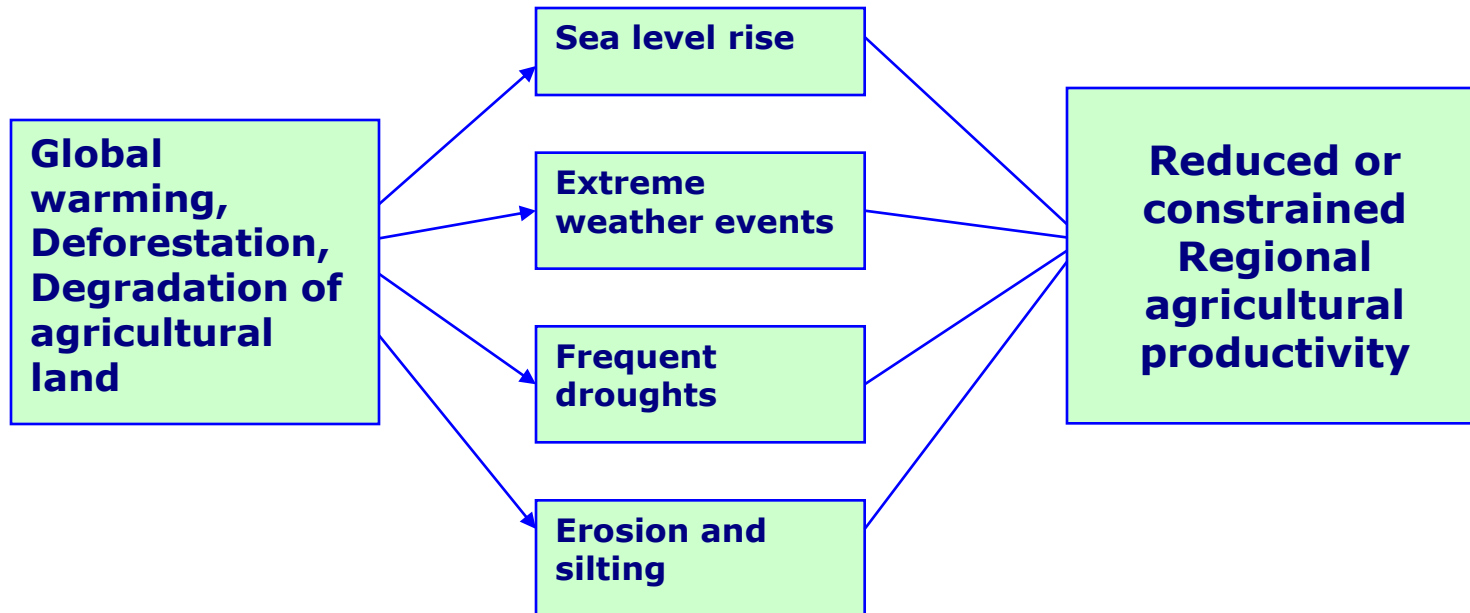 Global
warming,
Deforestation,
Degradation of
agricultural
land
Sea level rise
Extreme
weather events
Frequent
droughts
Erosion and
silting
Reduced or
constrained
Regional
agricultural
productivity